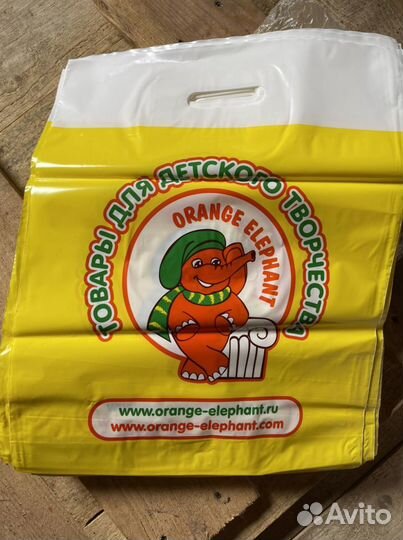 ТОВАРЫ ДЛЯ ДЕТСКОГО ТВОРЧЕСТВА
ORANGE ELEPHANT
www.orange-elephant.ru
www.orange-elephant.com
Avito